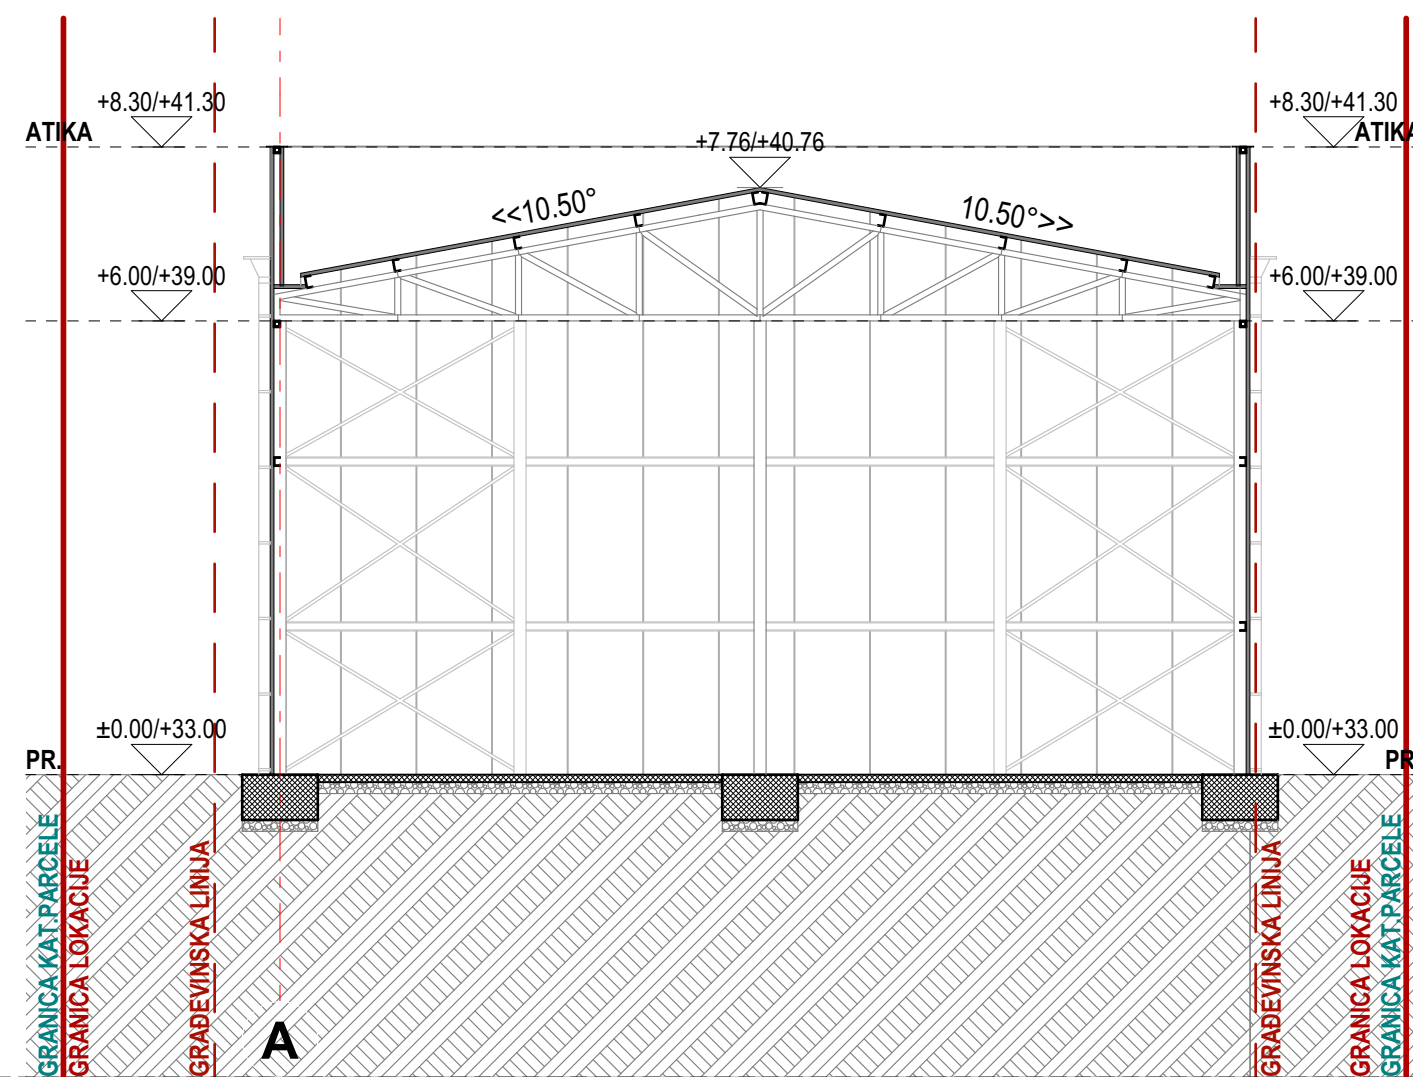 +8.30/+41.30
+8.30/+41.30
ATIKA
ATIKA
+7.76/+40.76
<<10.50°
10.50°>>
+6.00/+39.00
+6.00/+39.00
±0.00/+33.00
±0.00/+33.00
PR.
PR
GRANICA KAT.PARCELE
GRANICA LOKACIJE
GRAĐEVINSKA LINIJA
A
GRAĐEVINSKA LINIJA
GRANICA LOKACIJE
GRANICA KAT.PARCELE